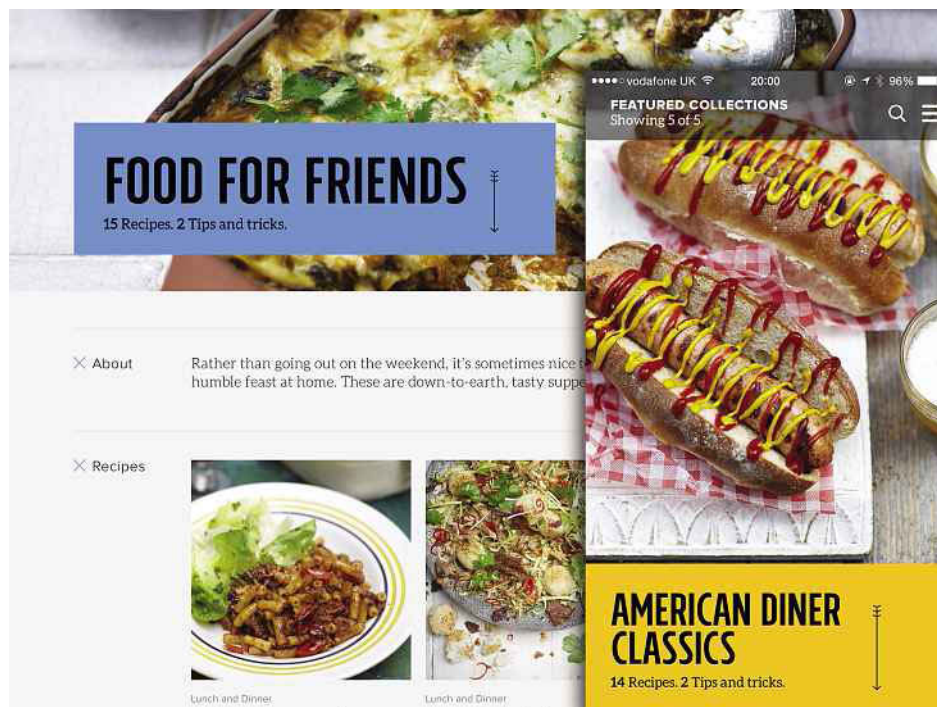 FOOD FOR FRIENDS
15 Recipes. 2 Tips and tricks.
About
Rather than going out on the weekend, it's sometimes nice
humble feast at home. These are down-to-earth, tasty
Recipes
Lunch and Dinner
Lunch and Dinner
vodafone UK
20:00
96%
FEATURED COLLECTIONS
Showing 5 of 5
AMERICAN DINER
CLASSICS
14 Recipes. 2 Tips and tricks.